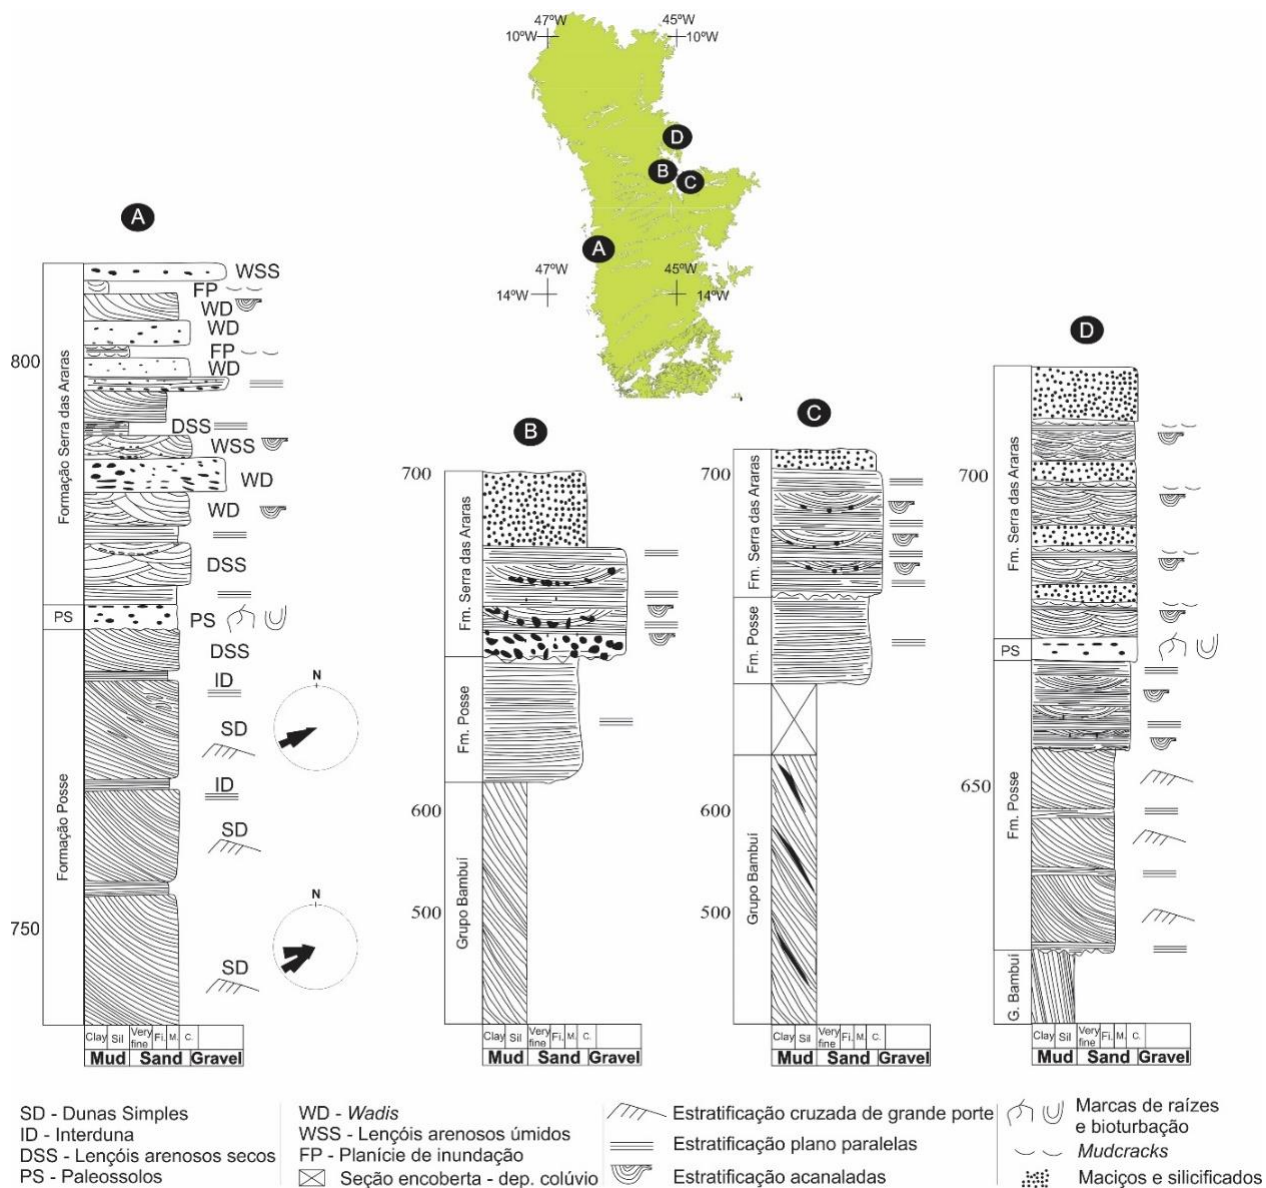 47ºW
45ºW
10ºW
10ºW
D
B
C
A
47ºW
45ºW
14ºW
14ºW
A
Formação Serra das Araras
PS
Formação Posse
800
750
WSS
FP
WD
WD
FP
WD
DSS
WSS
WD
WD
DSS
PS
DSS
ID
SD
ID
SD
SD
N
N
Clay
Sil
Very fine
Fi.
M.
C.
Mud
Sand
Gravel
B
700
600
500
Fm. Serra das Araras
Fm. Posse
Grupo Bambuí
Clay
Sil
Very fine
Fi.
M.
C.
Mud
Sand
Gravel
C
700
600
500
Fm. Serra das Araras
Fm. Posse
Grupo Bambuí
Clay
Sil
Very fine
Fi.
M.
C.
Mud
Sand
Gravel
D
700
650
Fm. Serra das Araras
PS
Fm. Posse
G. Bambuí
Clay
Sil
Very fine
Fi.
M.
C.
Mud
Sand
Gravel
SD - Dunas Simples
ID - Interduna
DSS - Lençóis arenosos secos
PS - Paleossolos
WD - Wadis
WSS - Lençóis arenosos úmidos
FP - Planície de inundação
Seção encoberta - dep. colúvio
Estratificação cruzada de grande porte
Estratificação plano paralelas
Estratificação acanaladas
Marcas de raízes
e bioturbação
Mudcracks
Maciços e silicificados